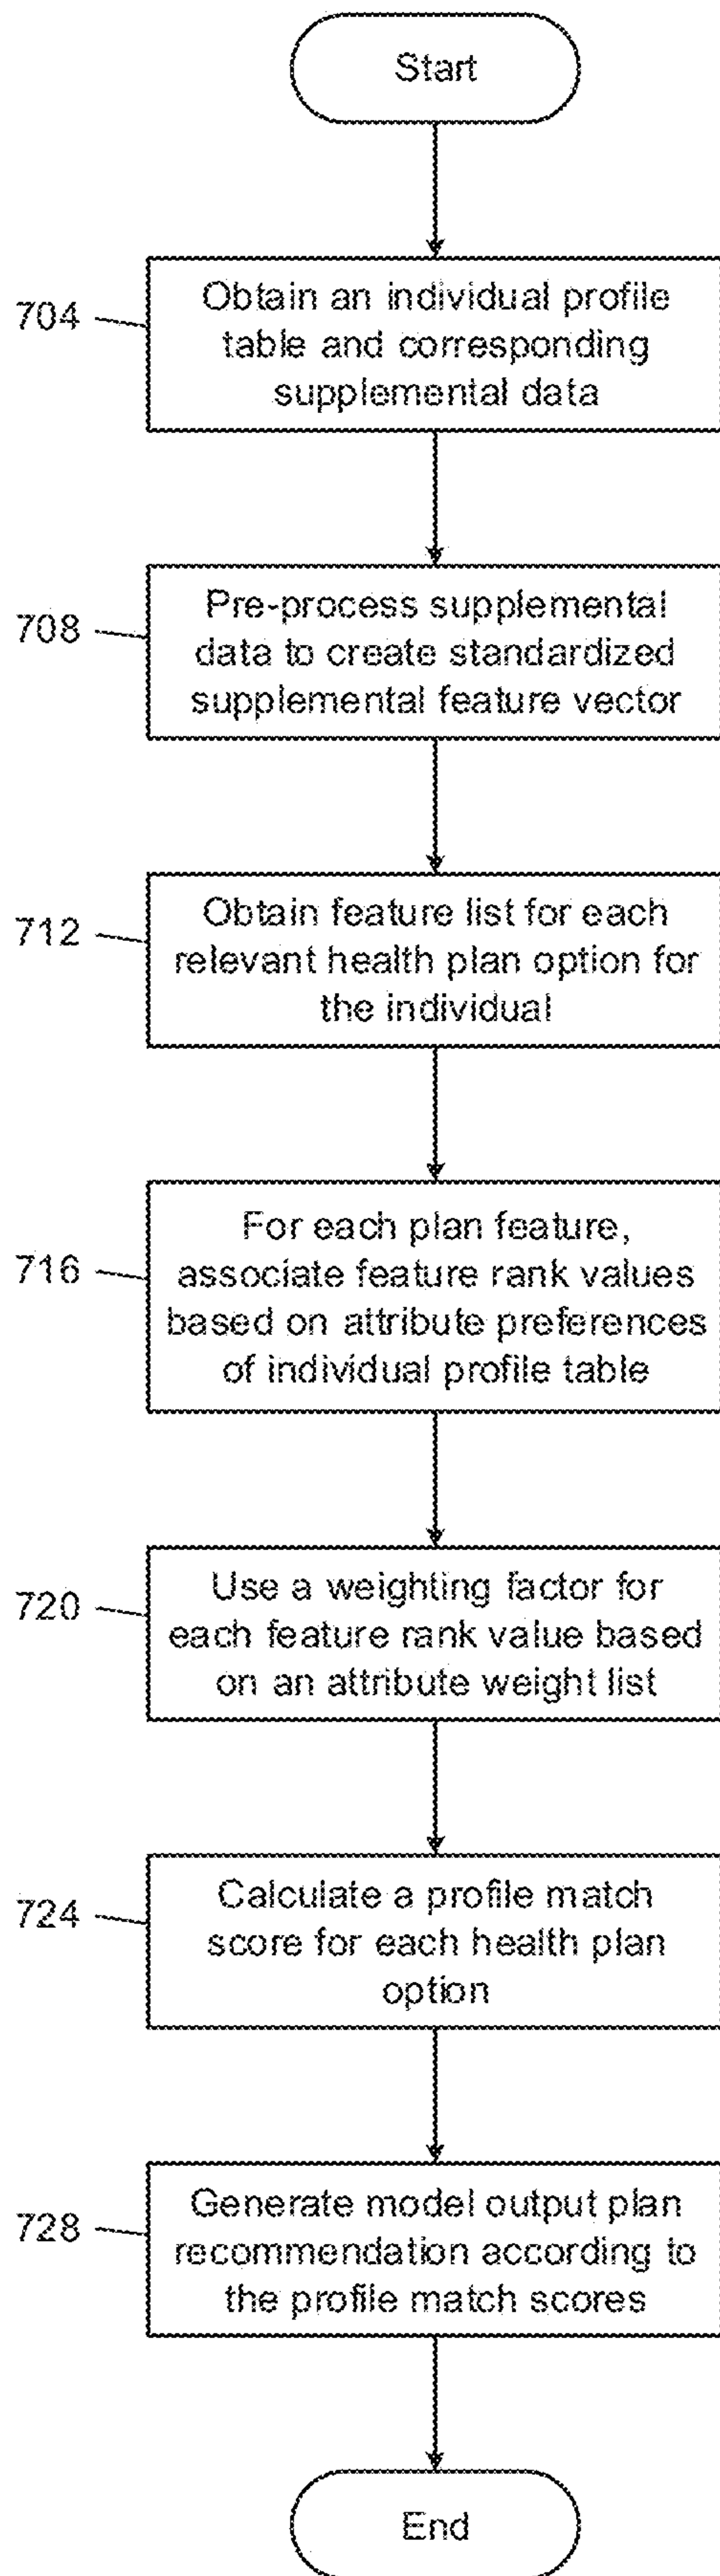 Start
704
Obtain an individual profile
table and corresponding
supplemental data
708
Pre-process supplemental
data to create standardized
supplemental feature vector
712
Obtain feature list for each
relevant health plan option for
the individual
716
For each plan feature,
associate feature rank values
based on attribute preferences
of individual profile table
720
Use a weighting factor for
each feature rank value based
on an attribute weight list
724
Calculate a profile match
score for each health plan
option
728
Generate model output plan
recommendation according to
the profile match scores
End